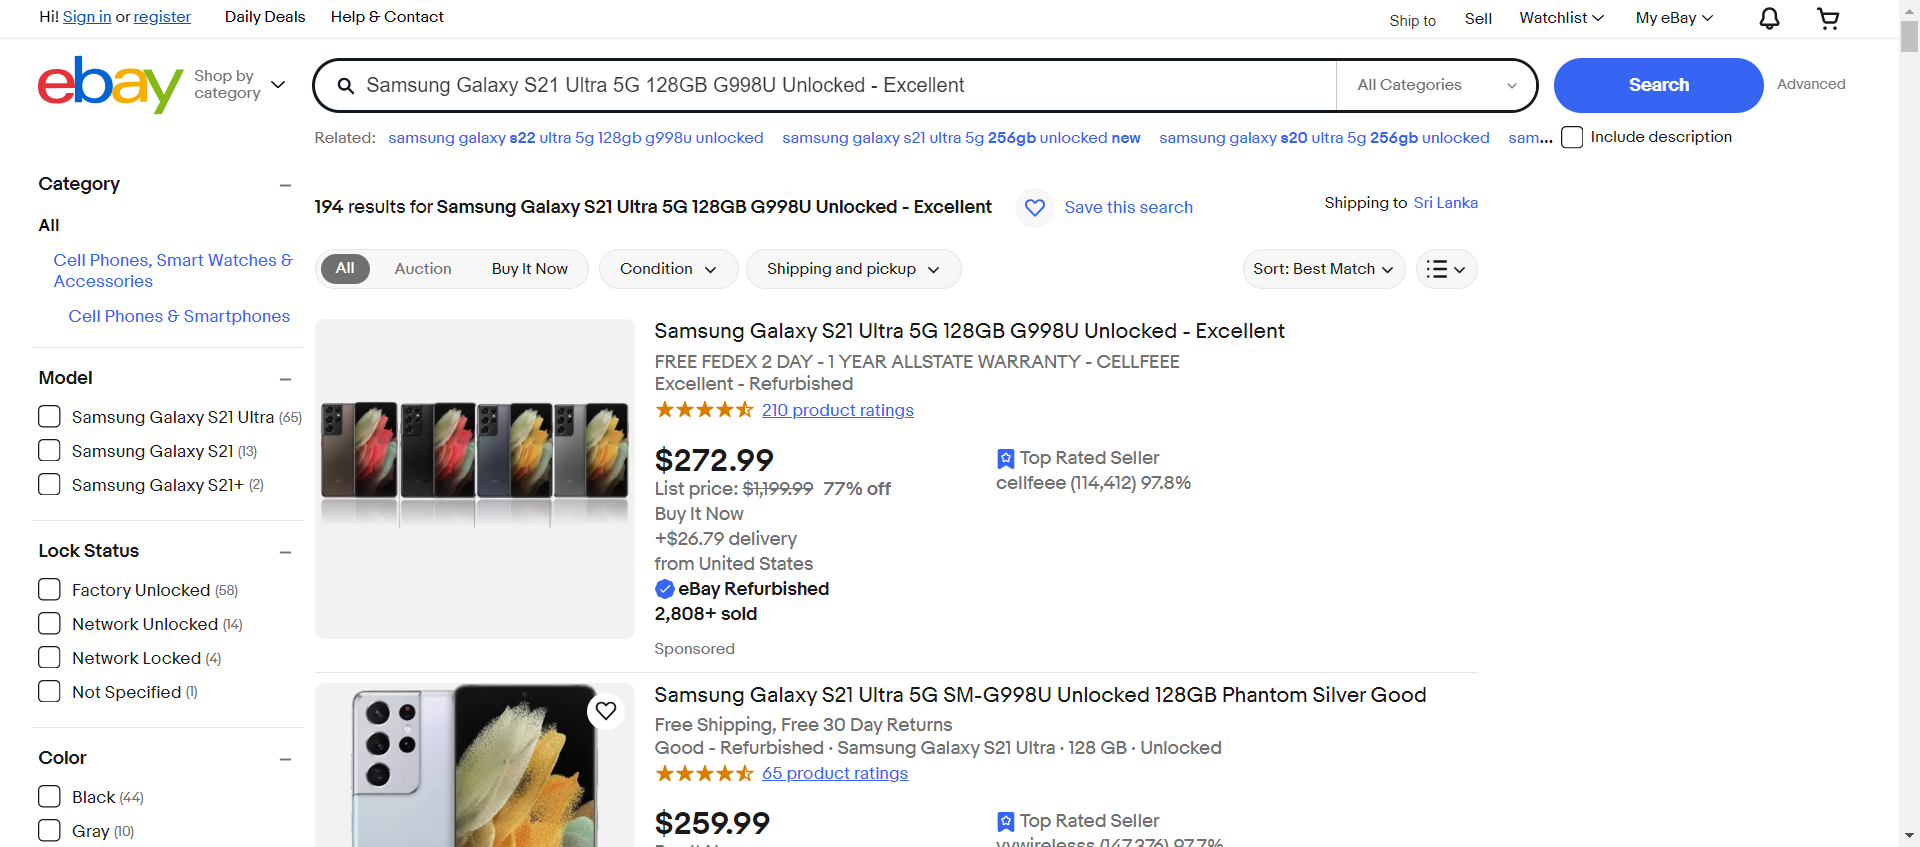 Hi! Sign in or register
Daily Deals
Help & Contact
Ship to
Sell
Watchlist
My eBay
ebay
Shop by
category
Samsung Galaxy S21 Ultra 5G 128GB G998U Unlocked - Excellent
All Categories
Search
Advanced
Related: samsung galaxy s22 ultra 5g 128gb g998u unlocked samsung galaxy s21 ultra 5g 256gb unlocked new samsung galaxy s20 ultra 5g 256gb unlocked sam...
Include description
Category
All
Cell Phones, Smart Watches &
Accessories
Cell Phones & Smartphones
Model
Samsung Galaxy S21 Ultra (65)
Samsung Galaxy S21 (13)
Samsung Galaxy S21+ (2)
Lock Status
Factory Unlocked (58)
Network Unlocked (14)
Network Locked (4)
Not Specified (1)
Color
Black (44)
Gray (10)
194 results for Samsung Galaxy S21 Ultra 5G 128GB G998U Unlocked - Excellent
Save this search
Shipping to Sri Lanka
All
Auction
Buy It Now
Condition
Shipping and pickup
Sort: Best Match
Samsung Galaxy S21 Ultra 5G 128GB G998U Unlocked - Excellent
FREE FEDEX 2 DAY - 1 YEAR ALLSTATE WARRANTY - CELLFEEE
Excellent - Refurbished
210 product ratings
$272.99
List price: $1,199.99 77% off
Buy It Now
+$26.79 delivery
from United States
eBay Refurbished
2,808+ sold
Sponsored
Top Rated Seller
cellfeee (114,412) 97.8%
Samsung Galaxy S21 Ultra 5G SM-G998U Unlocked 128GB Phantom Silver Good
Free Shipping, Free 30 Day Returns
Good - Refurbished · Samsung Galaxy S21 Ultra · 128 GB · Unlocked
65 product ratings
$259.99
Top Rated Seller